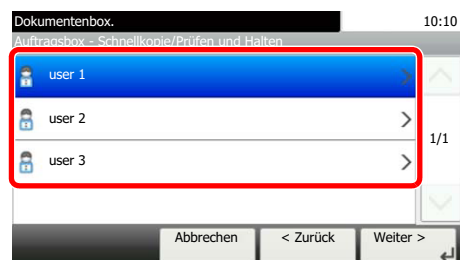 Dokumentenbox. 10:10
Auftragsbox - Schnellkopie/Prüfen und Halten
user 1
user 2
1/1
user 3
Abbrechen < Zurück Weiter >